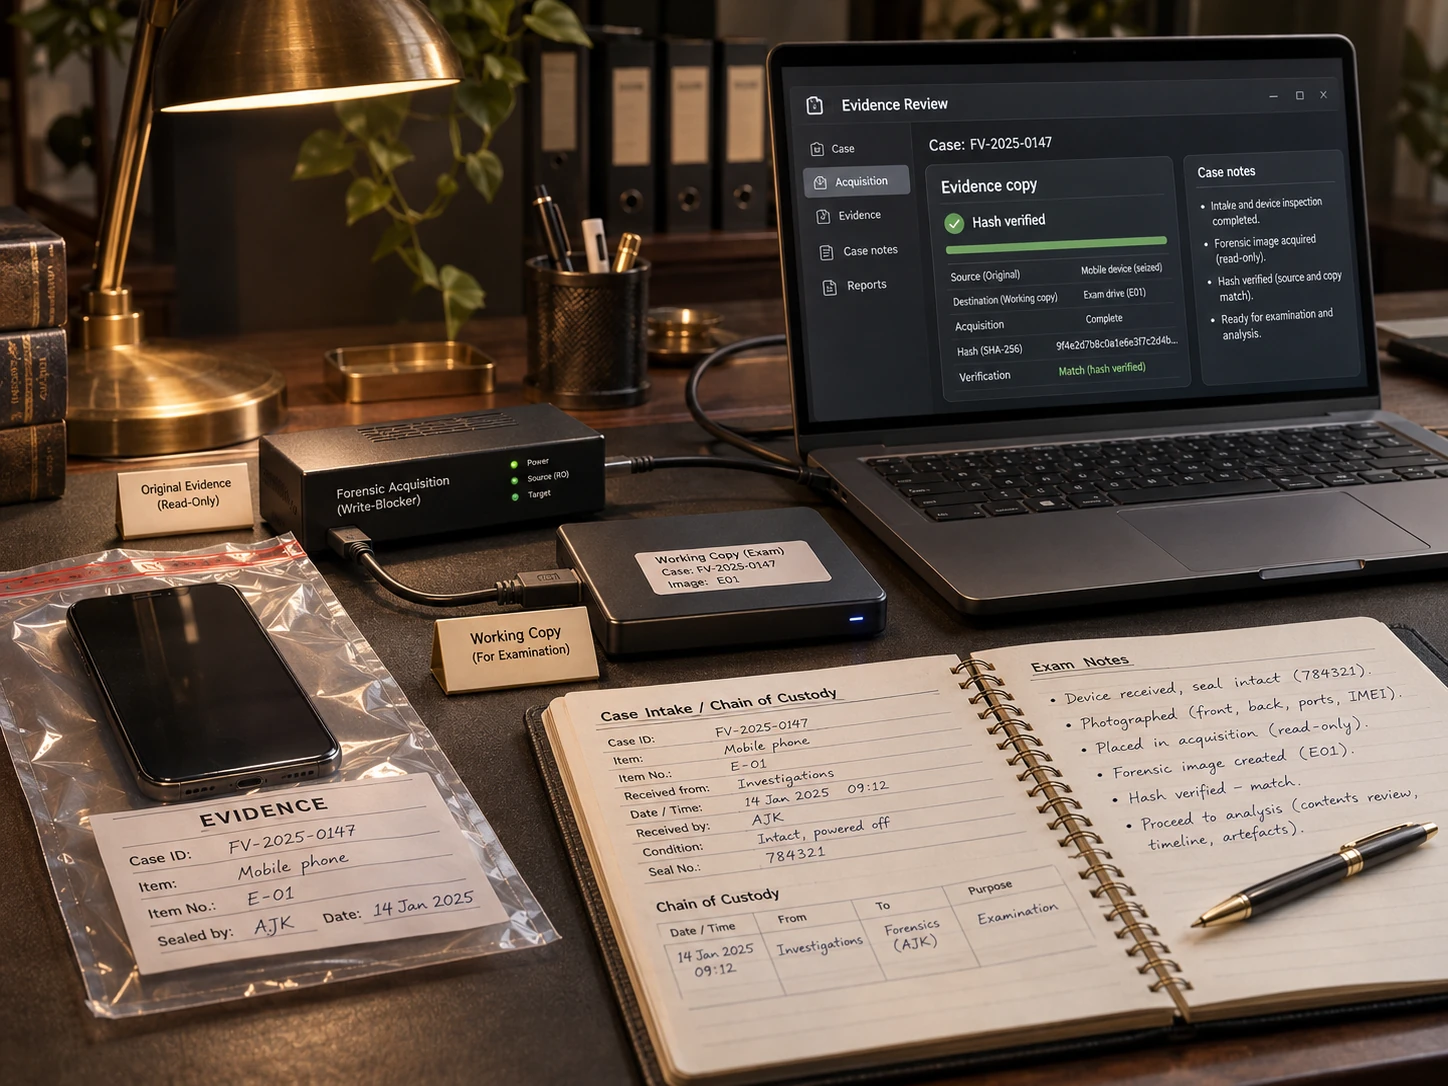 Evidence Review
Case
Acquisition
Evidence
Case notes
Reports
Case: FV-2025-0147
Evidence copy
Hash verified
Source (Original) Mobile device (seized)
Destination (Working copy) Exam drive (E01)
Acquisition Complete
Hash (SHA-256) 9f4e2d7b8c0a1e6e3f7c2d4b...
Verification Match (hash verified)
Case notes
• Intake and device inspection
completed.
• Forensic image acquired
(read-only).
• Hash verified (source and copy
match).
• Ready for examination and
analysis.
Original Evidence
(Read-Only)
Forensic Acquisition
(Write-Blocker)
Power
Source (RO)
Target
Working Copy (Exam)
Case: FV-2025-0147
Image: E01
Working Copy
(For Examination)
EVIDENCE
Case ID: FV-2025-0147
Item: Mobile phone
Item No.: E-01
Sealed by: AJK Date: 14 Jan 2025
Case Intake / Chain of Custody
Case ID: FV-2025-0147
Item: Mobile phone
Item No.: E-01
Received from: Investigations
Date / Time: 14 Jan 2025 09:12
Received by: AJK
Condition: Intact, powered off
Seal No.: 784321
Chain of Custody
Date / Time From To Purpose
14 Jan 2025 Investigations Forensics Examination
09:12 (AJK)
Exam Notes
• Device received, seal intact (784321).
• Photographed (front, back, ports, IMEI).
• Placed in acquisition (read-only).
• Forensic image created (E01).
• Hash verified – match.
• Proceed to analysis (contents review,
timeline, artefacts).